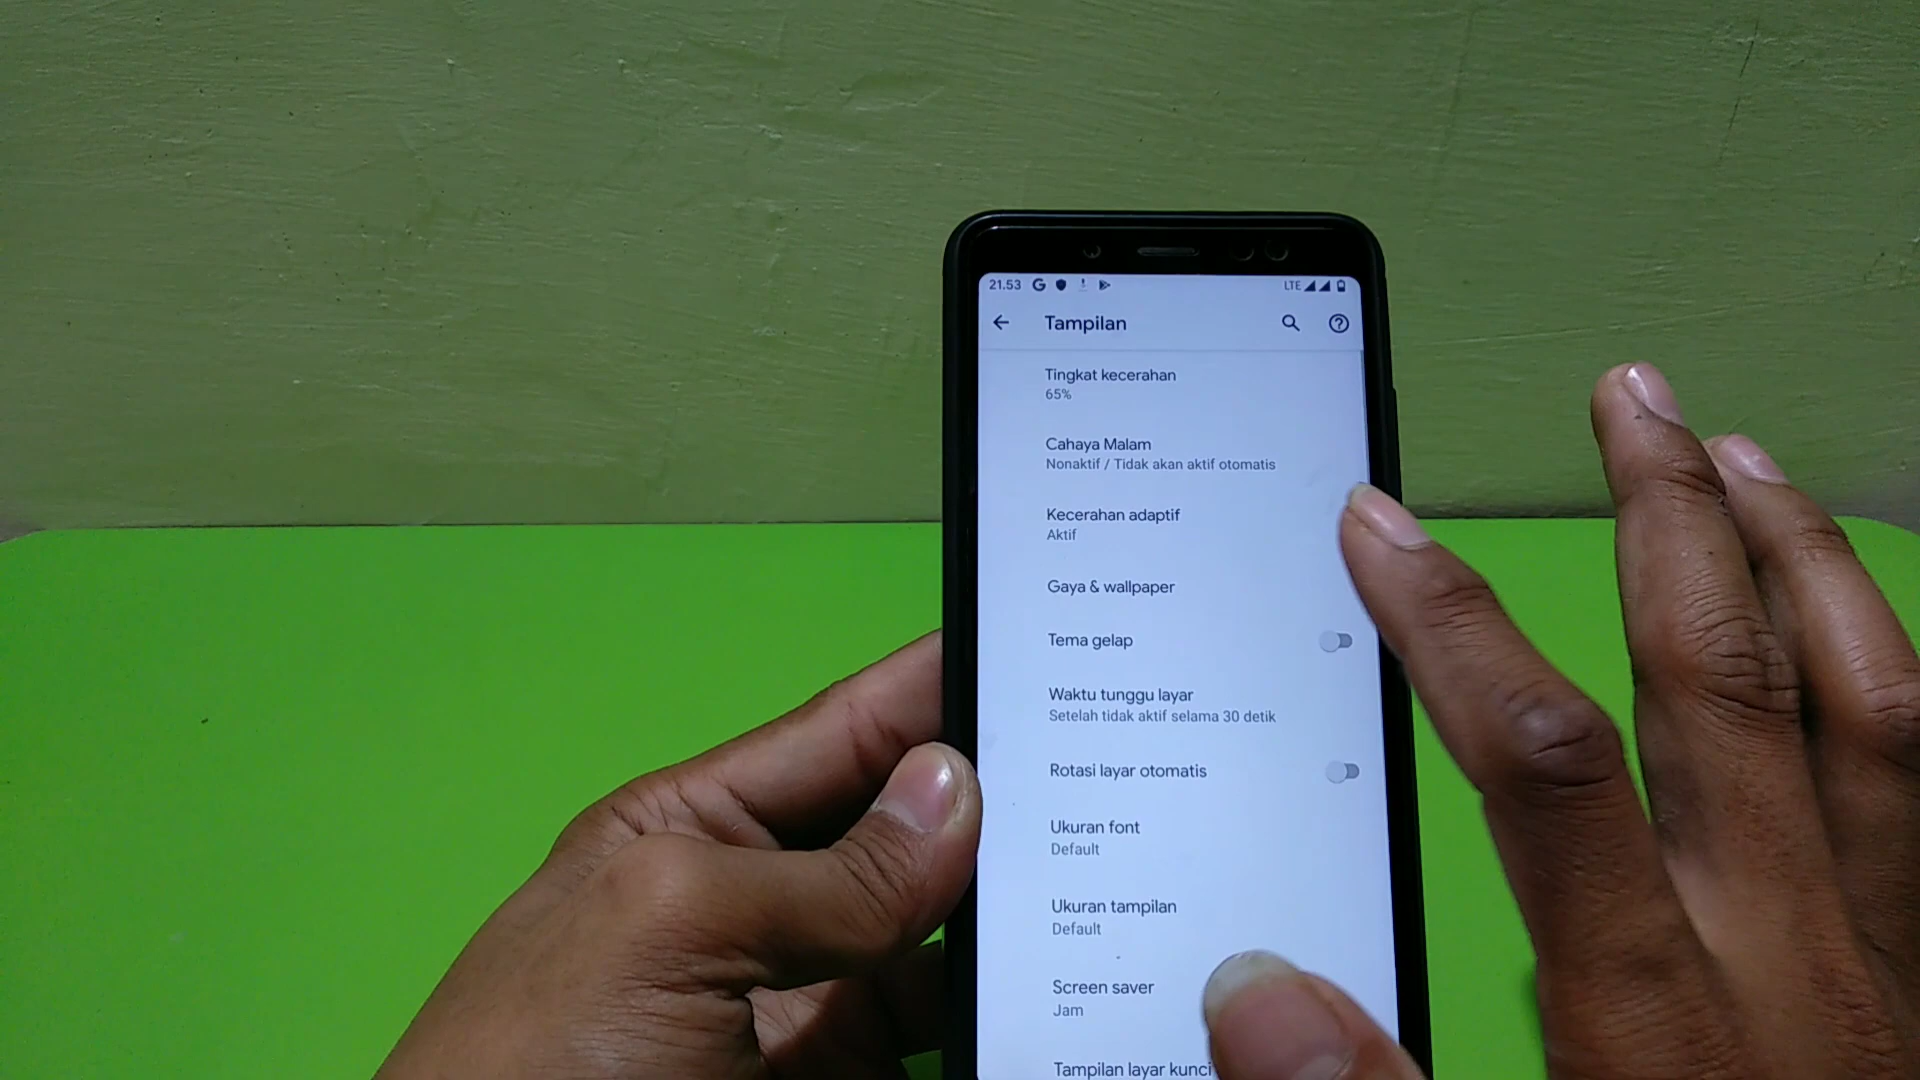 21.53 G LTE
Tampilan
Tingkat kecerahan
65%
Cahaya Malam
Nonaktif / Tidak akan aktif otomatis
Kecerahan adaptif
Aktif
Gaya & wallpaper
Tema gelap
Waktu tunggu layar
Setelah tidak aktif selama 30 detik
Rotasi layar otomatis
Ukuran font
Default
Ukuran tampilan
Default
Screen saver
Jam
Tampilan layar kunci